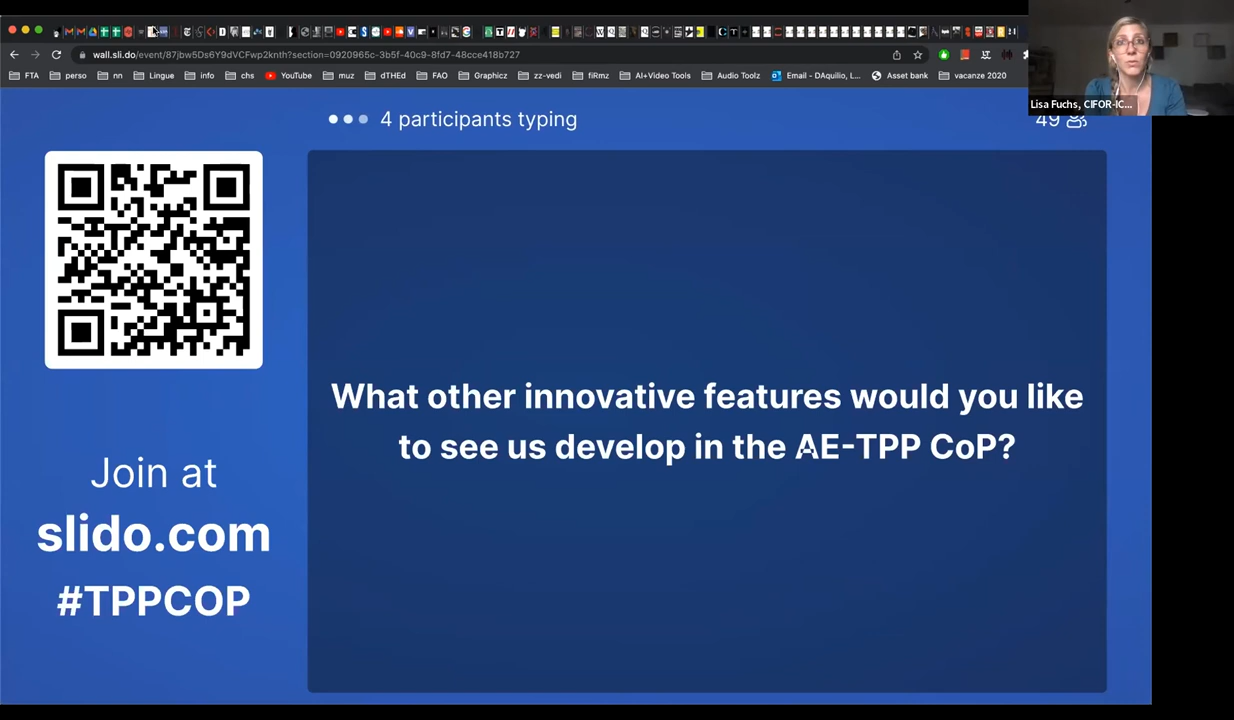 wall.sli.do/event/87jbw5Ds6Y9dVCFwp2knth?section=0920965c-3b5f-40c9-8fd7-48cce418b727
FTA perso nn Lingue info chs YouTube muz dTHEd FAO Graphicz zz-vedi fiRmz AI+Video Tools Audio Toolz Email - DAquilio, L... Asset bank vacanze 2020
Lisa Fuchs, CIFOR-IC...
4 participants typing
49
What other innovative features would you like
to see us develop in the AE-TPP CoP?
Join at
slido.com
#TPPCOP